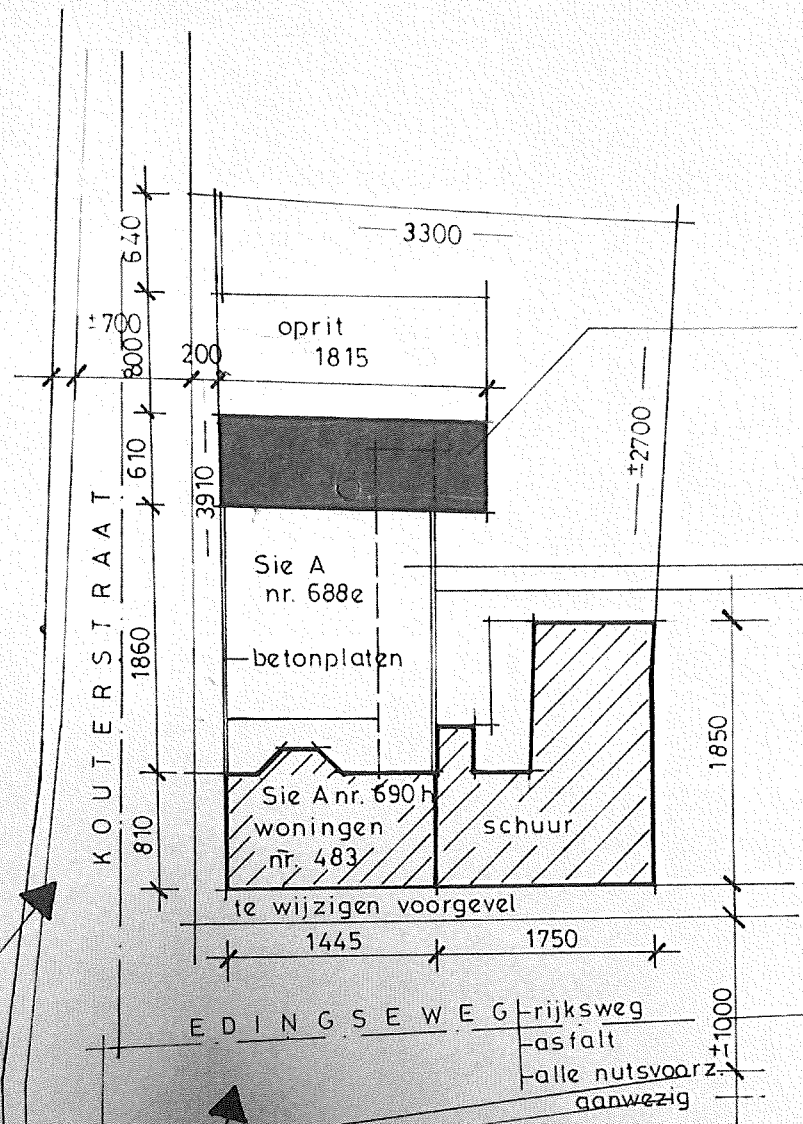 640
3300
±700
800
200
oprit
1815
610
3910
±2700
KOUTERSTRAAT
Sie A
nr. 688e
1860
betonplaten
1850
810
Sie A nr. 690h
woningen
nr. 483
schuur
te wijzigen voorgevel
1445
1750
EDINGSEWEG
rijksweg
asfalt
alle nutsvoorz.
aanwezig
±1000